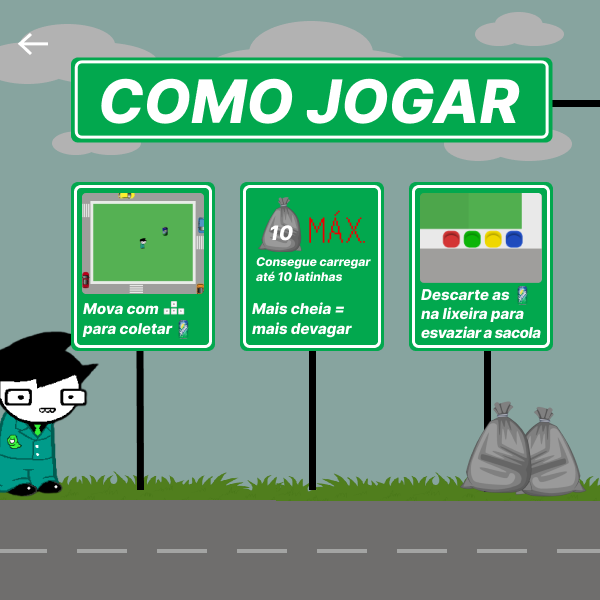 COMO JOGAR
Mova com
para coletar
10 MÁX.
Consegue carregar
até 10 latinhas
Mais cheia =
mais devagar
Descarte as
na lixeira para
esvaziar a sacola